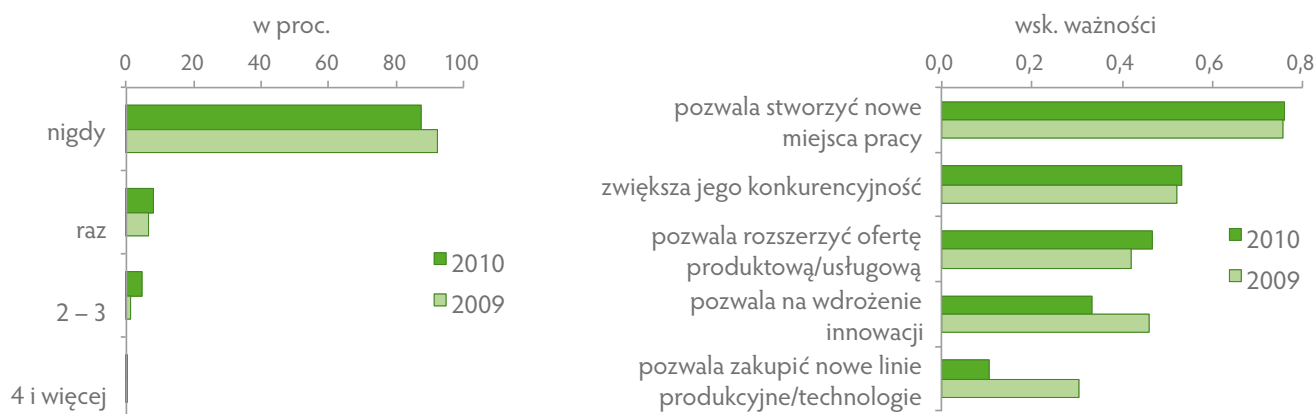 w proc.
0 20 40 60 80 100
nigdy
raz
2 – 3
4 i więcej
2010
2009
wsk. ważności
0,0 0,2 0,4 0,6 0,8
pozwala stworzyć nowe
miejsca pracy
zwiększa jego konkurencyjność
pozwala rozszerzyć ofertę
produktową/usługową
pozwala na wdrożenie
innowacji
pozwala zakupić nowe linie
produkcyjne/technologie
2010
2009